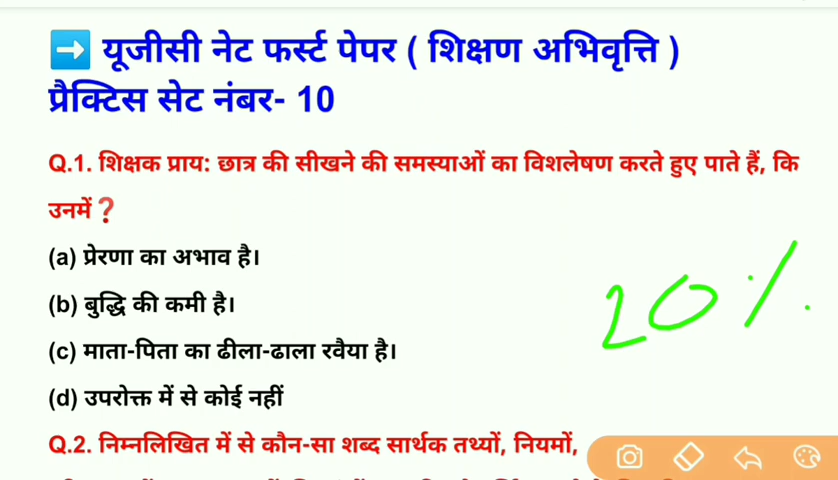 ➡️ यूजीसी नेट फर्स्ट पेपर ( शिक्षण अभिवृत्ति )
प्रैक्टिस सेट नंबर- 10
Q.1. शिक्षक प्राय: छात्र की सीखने की समस्याओं का विशलेषण करते हुए पाते हैं, कि
उनमें❓
(a) प्रेरणा का अभाव है।
(b) बुद्धि की कमी है।
(c) माता-पिता का ढीला-ढाला रवैया है।
20%.
(d) उपरोक्त में से कोई नहीं
Q.2. निम्नलिखित में से कौन-सा शब्द सार्थक तथ्यों, नियमों,